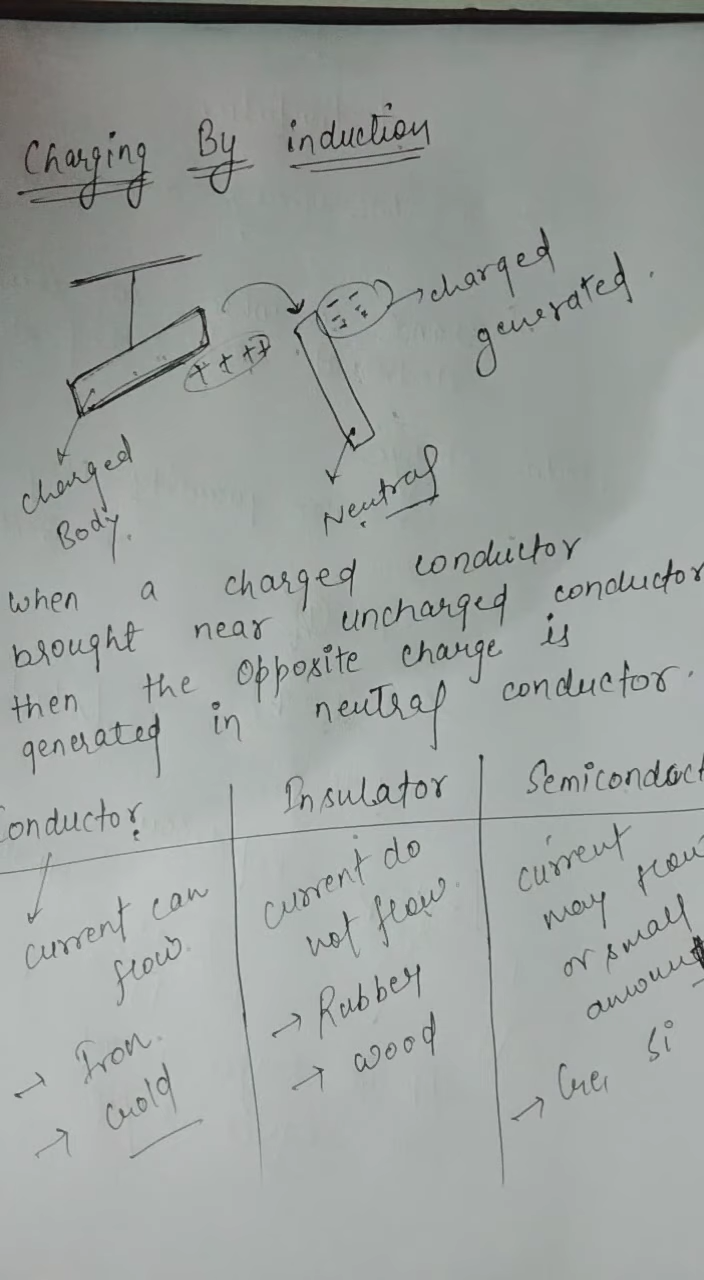 Charging By induction
+ + + +
- - - -
charged
generated.
charged
Body.
Neutral
when a charged conductor
brought near uncharged conductor
then the opposite charge is
generated in neutral conductor.
Conductor. Insulator Semiconduct
current can
flow.
→ Iron.
→ Gold
current do
not flow.
→ Rubber
→ wood
current
may flow
or small
amount
→ Ge, Si